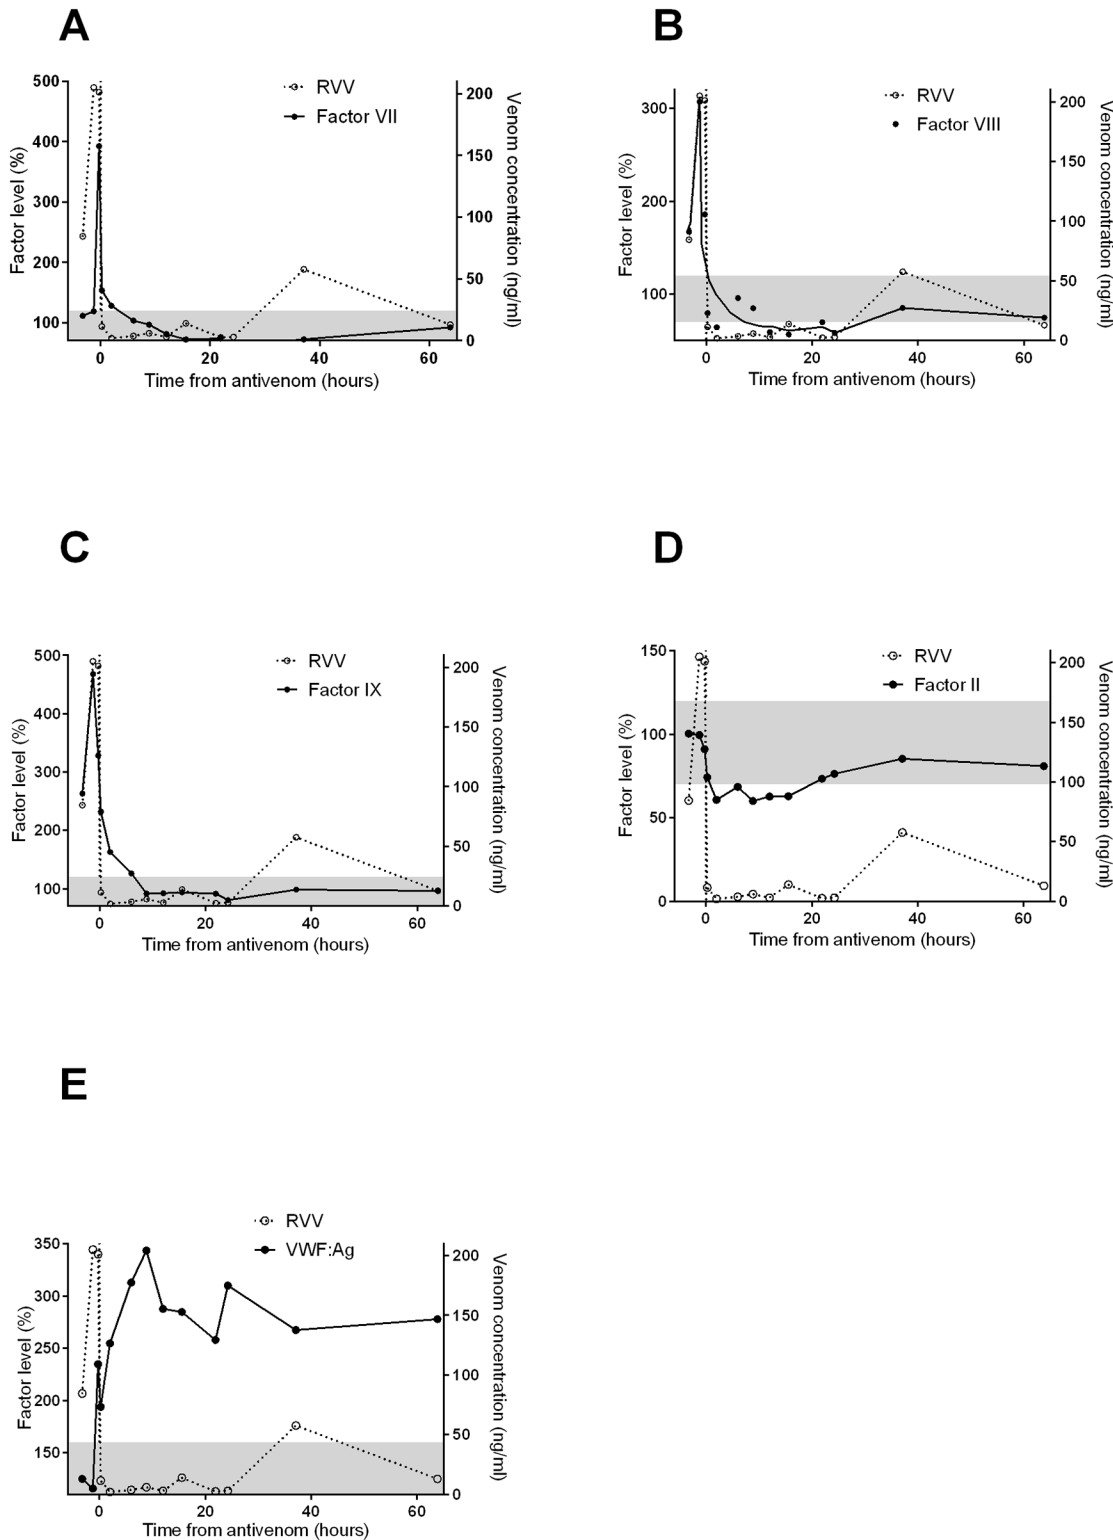 A
RVV
Factor VII
500
400
300
200
100
200
150
100
50
0
Factor level (%)
Venom concentration (ng/ml)
0
20
40
60
Time from antivenom (hours)
B
RVV
Factor VIII
300
200
100
200
150
100
50
0
Factor level (%)
Venom concentration (ng/ml)
0
20
40
60
Time from antivenom (hours)
C
RVV
Factor IX
500
400
300
200
100
200
150
100
50
0
Factor level (%)
Venom concentration (ng/ml)
0
20
40
60
Time from antivenom (hours)
D
RVV
Factor II
150
100
50
0
200
150
100
50
0
Factor level (%)
Venom concentration (ng/ml)
0
20
40
60
Time from antivenom (hours)
E
RVV
VWF:Ag
350
300
250
200
150
200
150
100
50
0
Factor level (%)
Venom concentration (ng/ml)
0
20
40
60
Time from antivenom (hours)